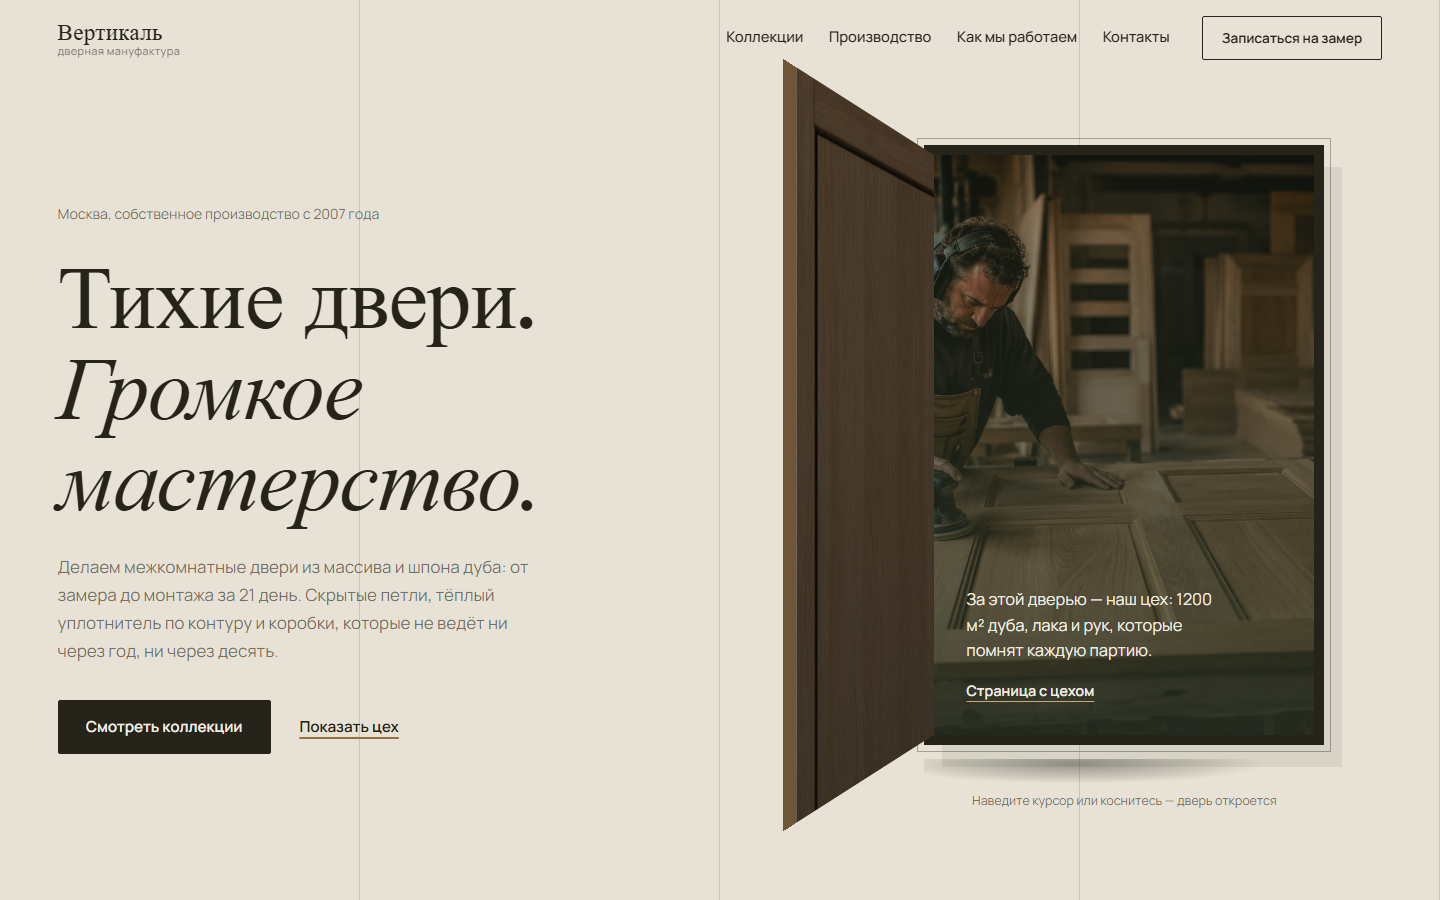 Вертикаль
дверная мануфактура
Коллекции
Производство
Как мы работаем
Контакты
Записаться на замер
Москва, собственное производство с 2007 года
Тихие двери.
Громкое
мастерство.
Делаем межкомнатные двери из массива и шпона дуба: от
замера до монтажа за 21 день. Скрытые петли, тёплый
уплотнитель по контуру и коробки, которые не ведёт ни
через год, ни через десять.
Смотреть коллекции
Показать цех
За этой дверью — наш цех: 1200
м² дуба, лака и рук, которые
помнят каждую партию.
Страница с цехом
Наведите курсор или коснитесь — дверь откроется